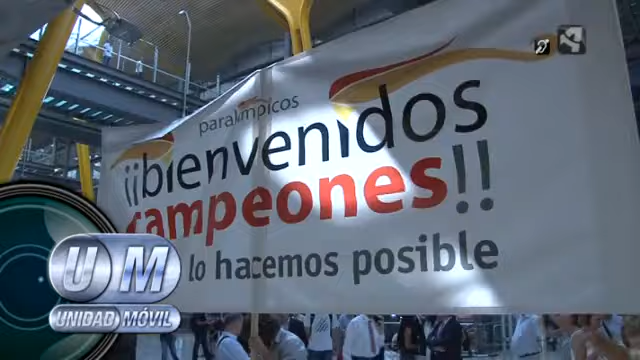 paralímpicos
¡¡bienvenidos
campeones!!
lo hacemos posible
UM
UNIDAD MÓVIL